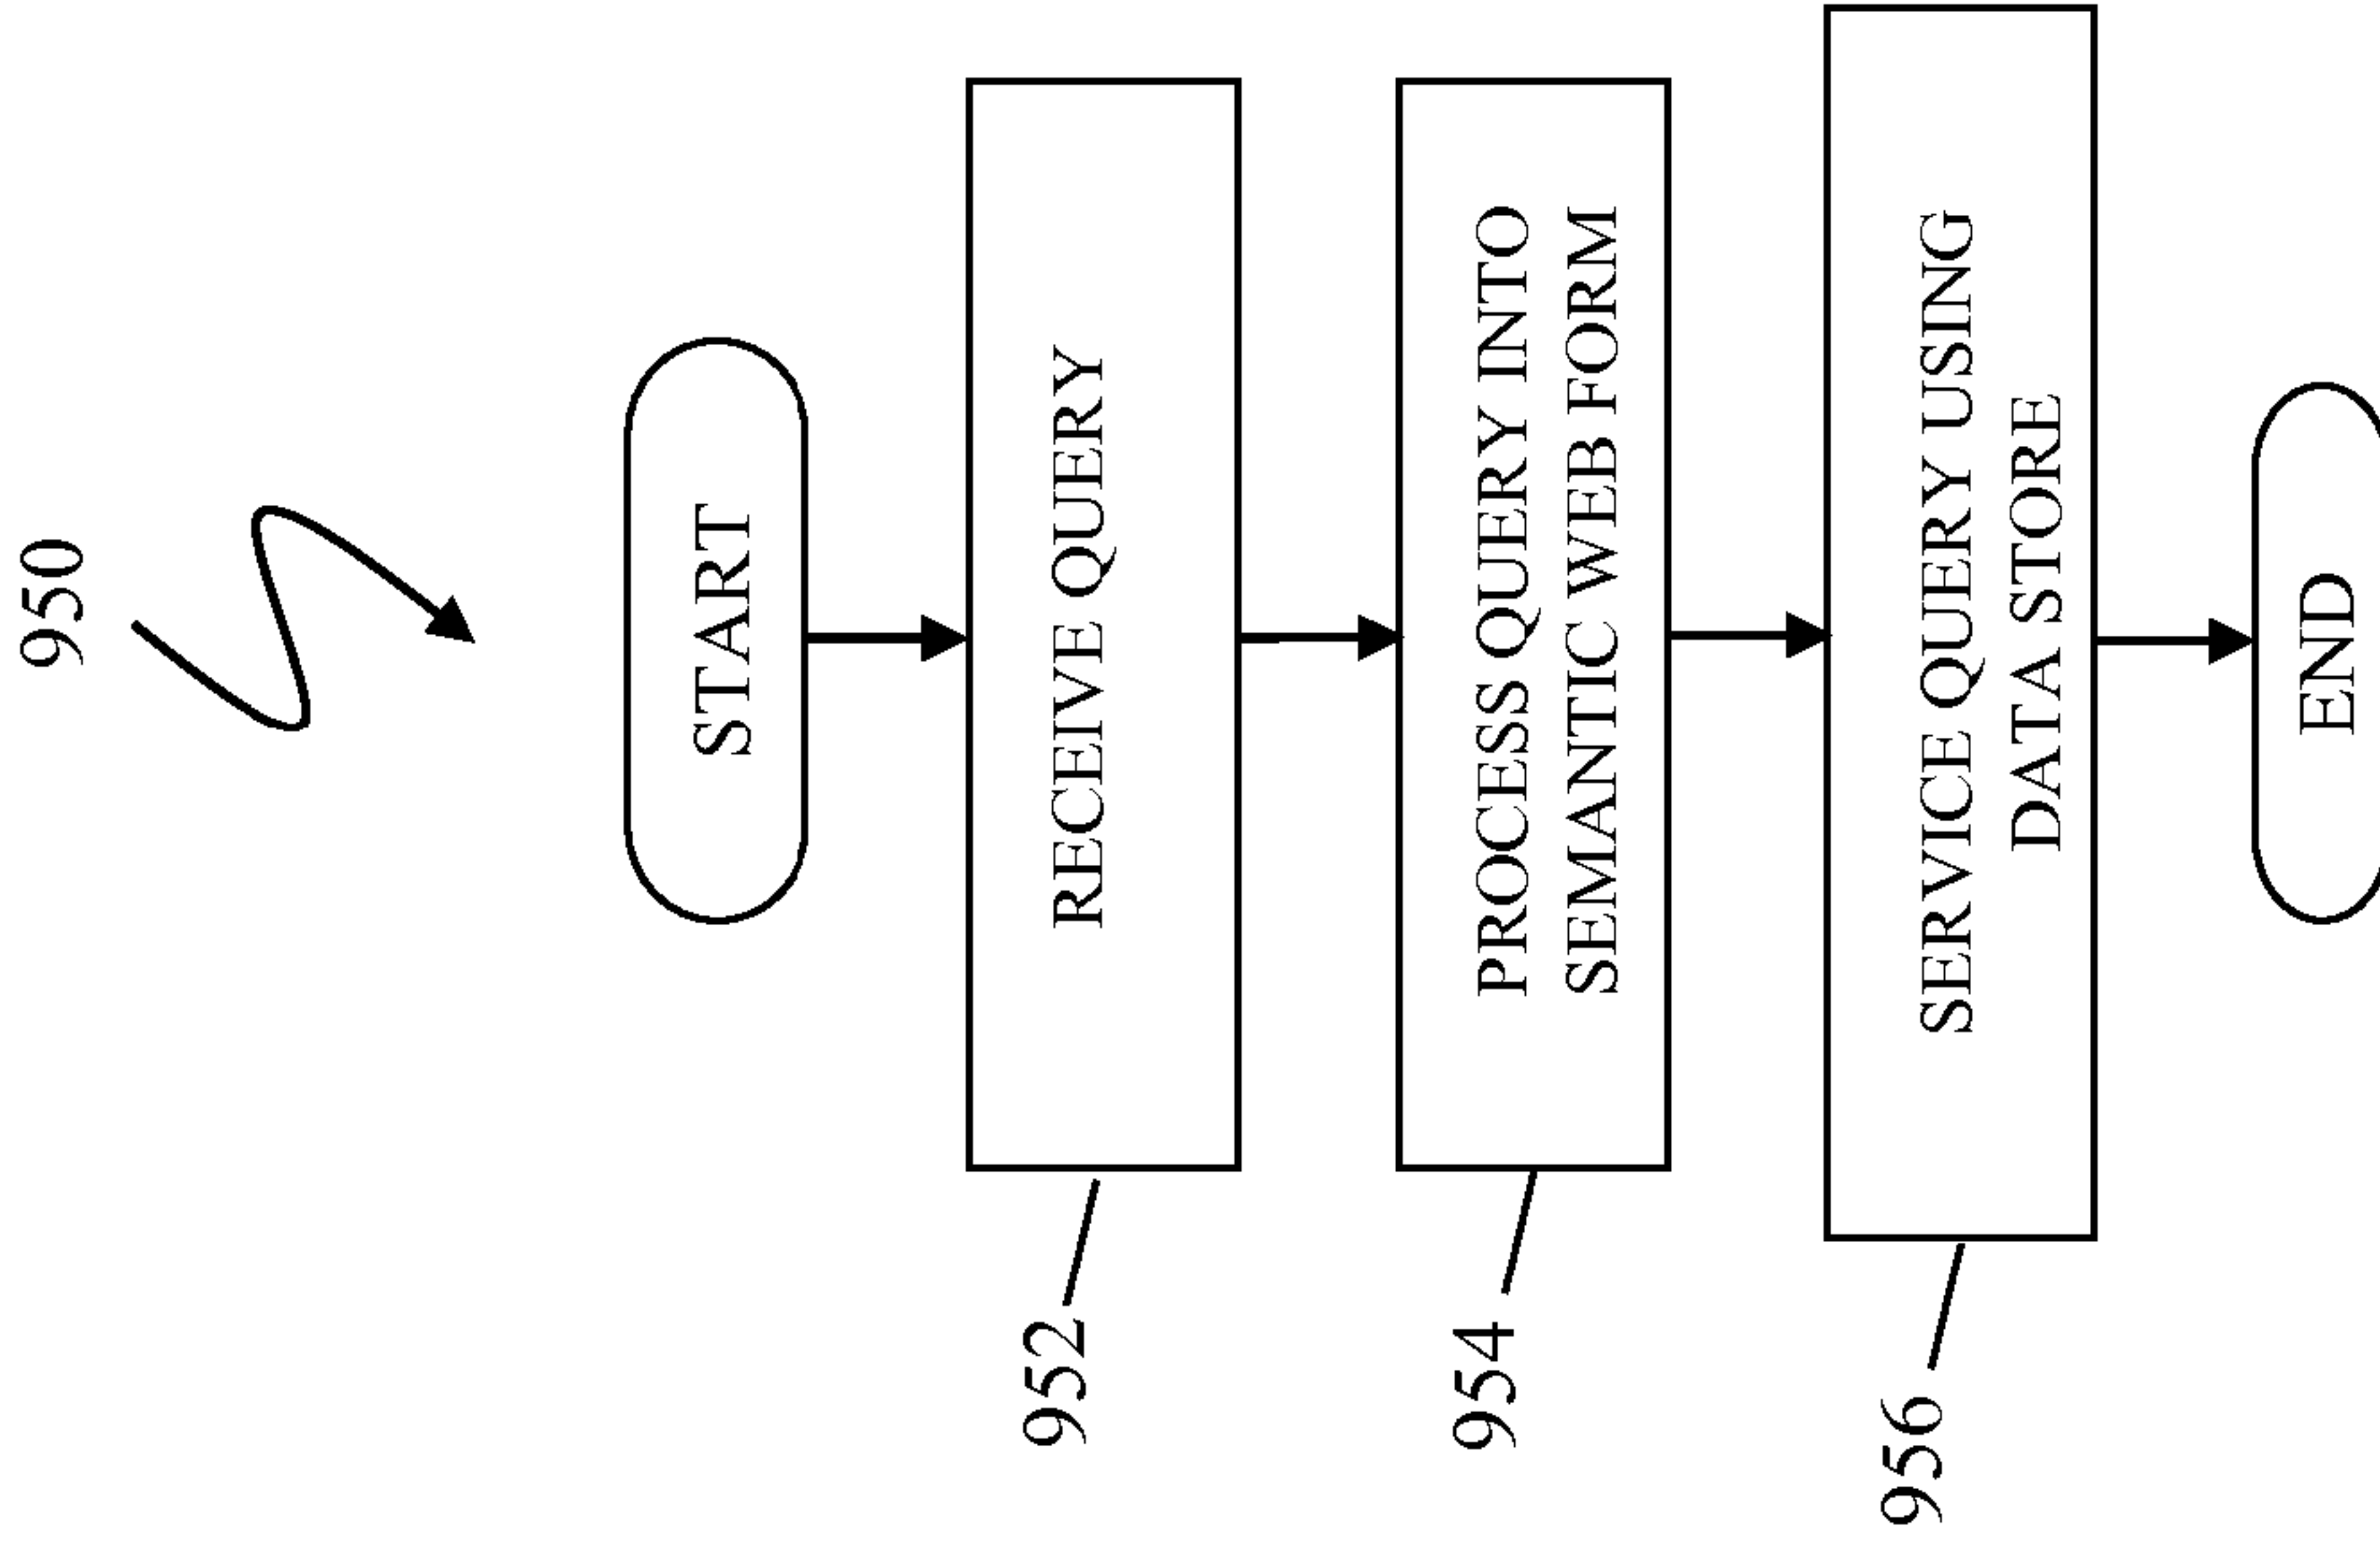 950
START
RECEIVE QUERY
952
PROCESS QUERY INTO
SEMANTIC WEB FORM
954
SERVICE QUERY USING
DATA STORE
956
END